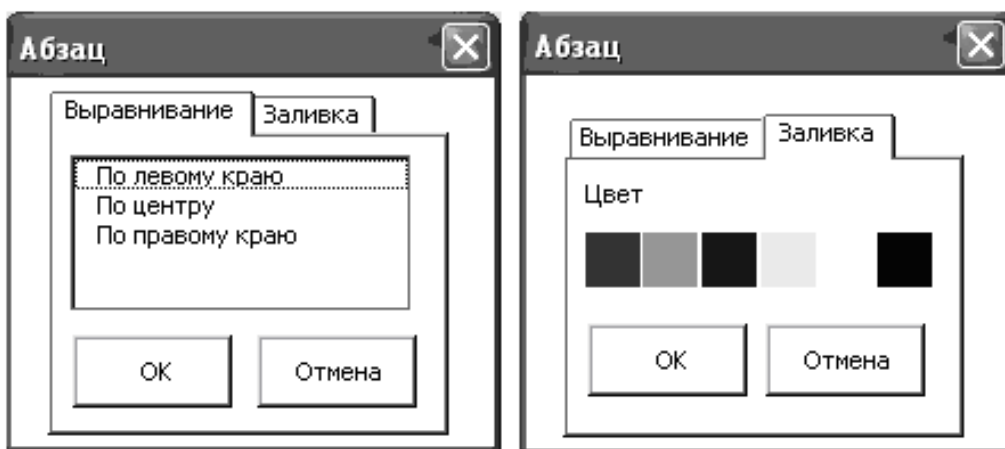 Абзац
Выравнивание Заливка
По левому краю
По центру
По правому краю
ОК Отмена
Абзац
Выравнивание Заливка
Цвет
ОК Отмена